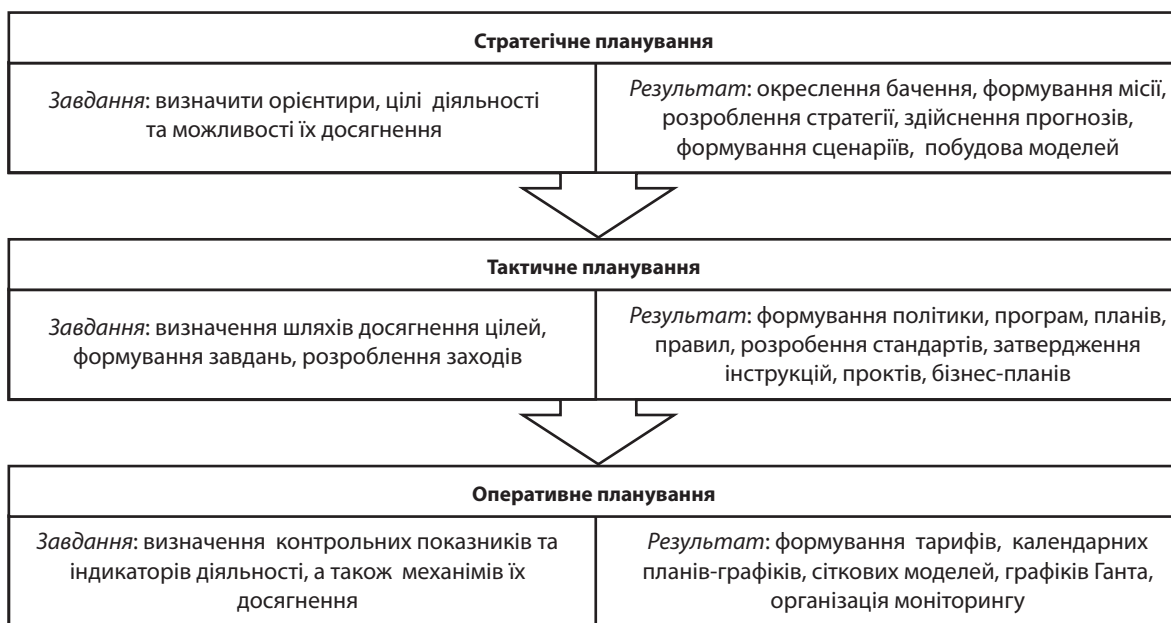 Стратегічне планування
Завдання: визначити орієнтири, цілі діяльності
та можливості їх досягнення
Результат: окреслення бачення, формування місії,
розроблення стратегії, здійснення прогнозів,
формування сценаріїв, побудова моделей
Тактичне планування
Завдання: визначення шляхів досягнення цілей,
формування завдань, розроблення заходів
Результат: формування політики, програм, планів,
правил, розробення стандартів, затвердження
інструкцій, проктів, бізнес-планів
Оперативне планування
Завдання: визначення контрольних показників та
індикаторів діяльності, а також механімів їх
досягнення
Результат: формування тарифів, календарних
планів-графіків, сіткових моделей, графіків Ганта,
організація моніторингу